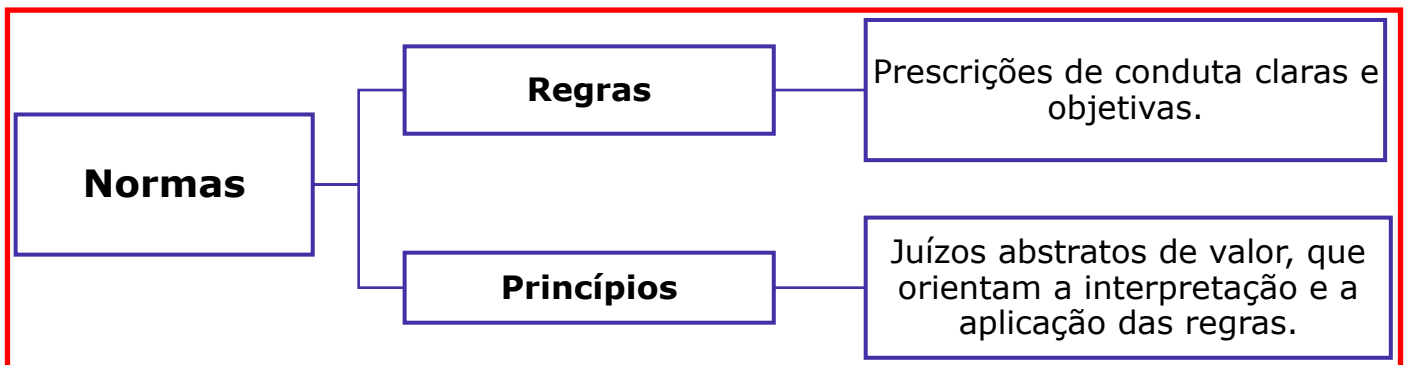 Normas
Regras
Prescrições de conduta claras e
objetivas.
Princípios
Juízos abstratos de valor, que
orientam a interpretação e a
aplicação das regras.